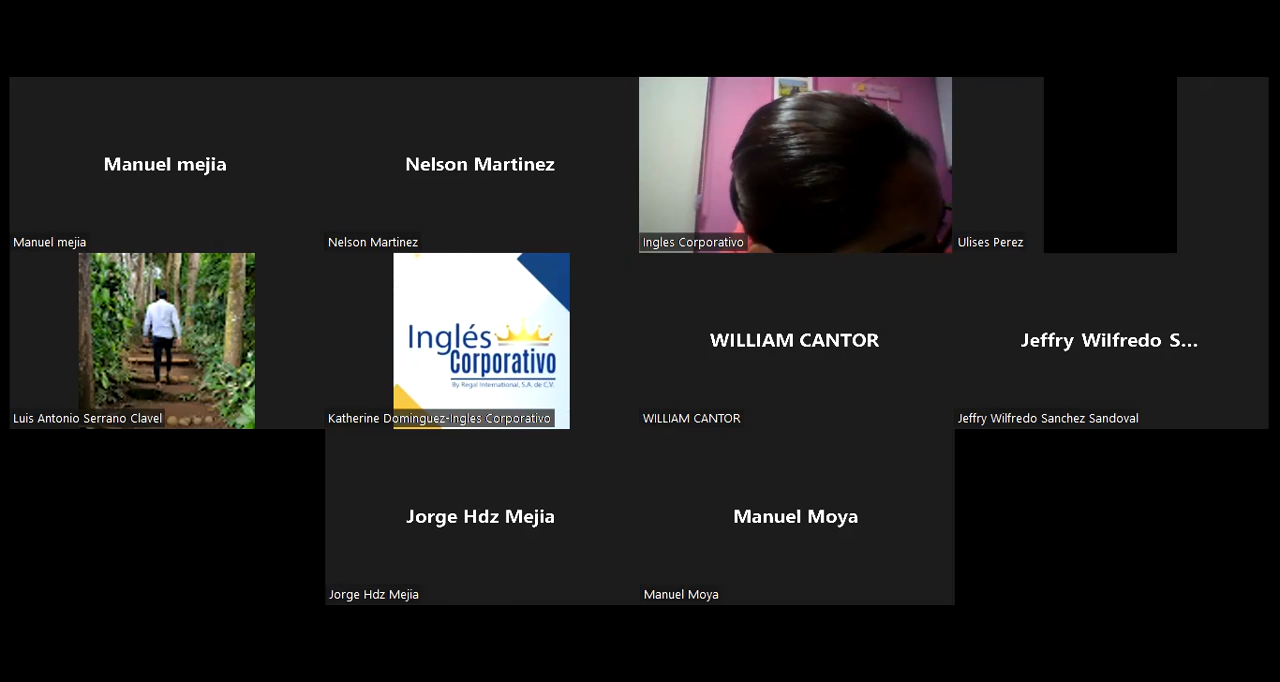 Manuel mejia
Nelson Martinez
Manuel mejia
Nelson Martinez
Ingles Corporativo
Ulises Perez
Inglés
Corporativo
By Regal International, S.A. de C.V.
WILLIAM CANTOR
Jeffry Wilfredo S...
Luis Antonio Serrano Clavel
Katherine Dominguez-Ingles Corporativo
WILLIAM CANTOR
Jeffry Wilfredo Sanchez Sandoval
Jorge Hdz Mejia
Manuel Moya
Jorge Hdz Mejia
Manuel Moya